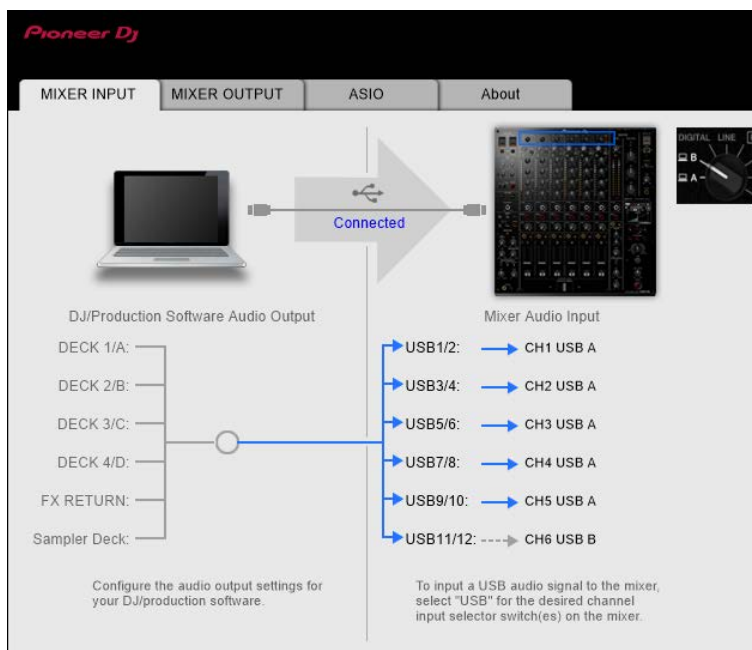 Pioneer Dj
MIXER INPUT
MIXER OUTPUT
ASIO
About
DIGITAL LINE
B
A
Connected
DJ/Production Software Audio Output
Mixer Audio Input
DECK 1/A:
DECK 2/B:
DECK 3/C:
DECK 4/D:
FX RETURN:
Sampler Deck:
USB1/2: CH1 USB A
USB3/4: CH2 USB A
USB5/6: CH3 USB A
USB7/8: CH4 USB A
USB9/10: CH5 USB A
USB11/12: CH6 USB B
Configure the audio output settings for
your DJ/production software.
To input a USB audio signal to the mixer,
select "USB" for the desired channel
input selector switch(es) on the mixer.